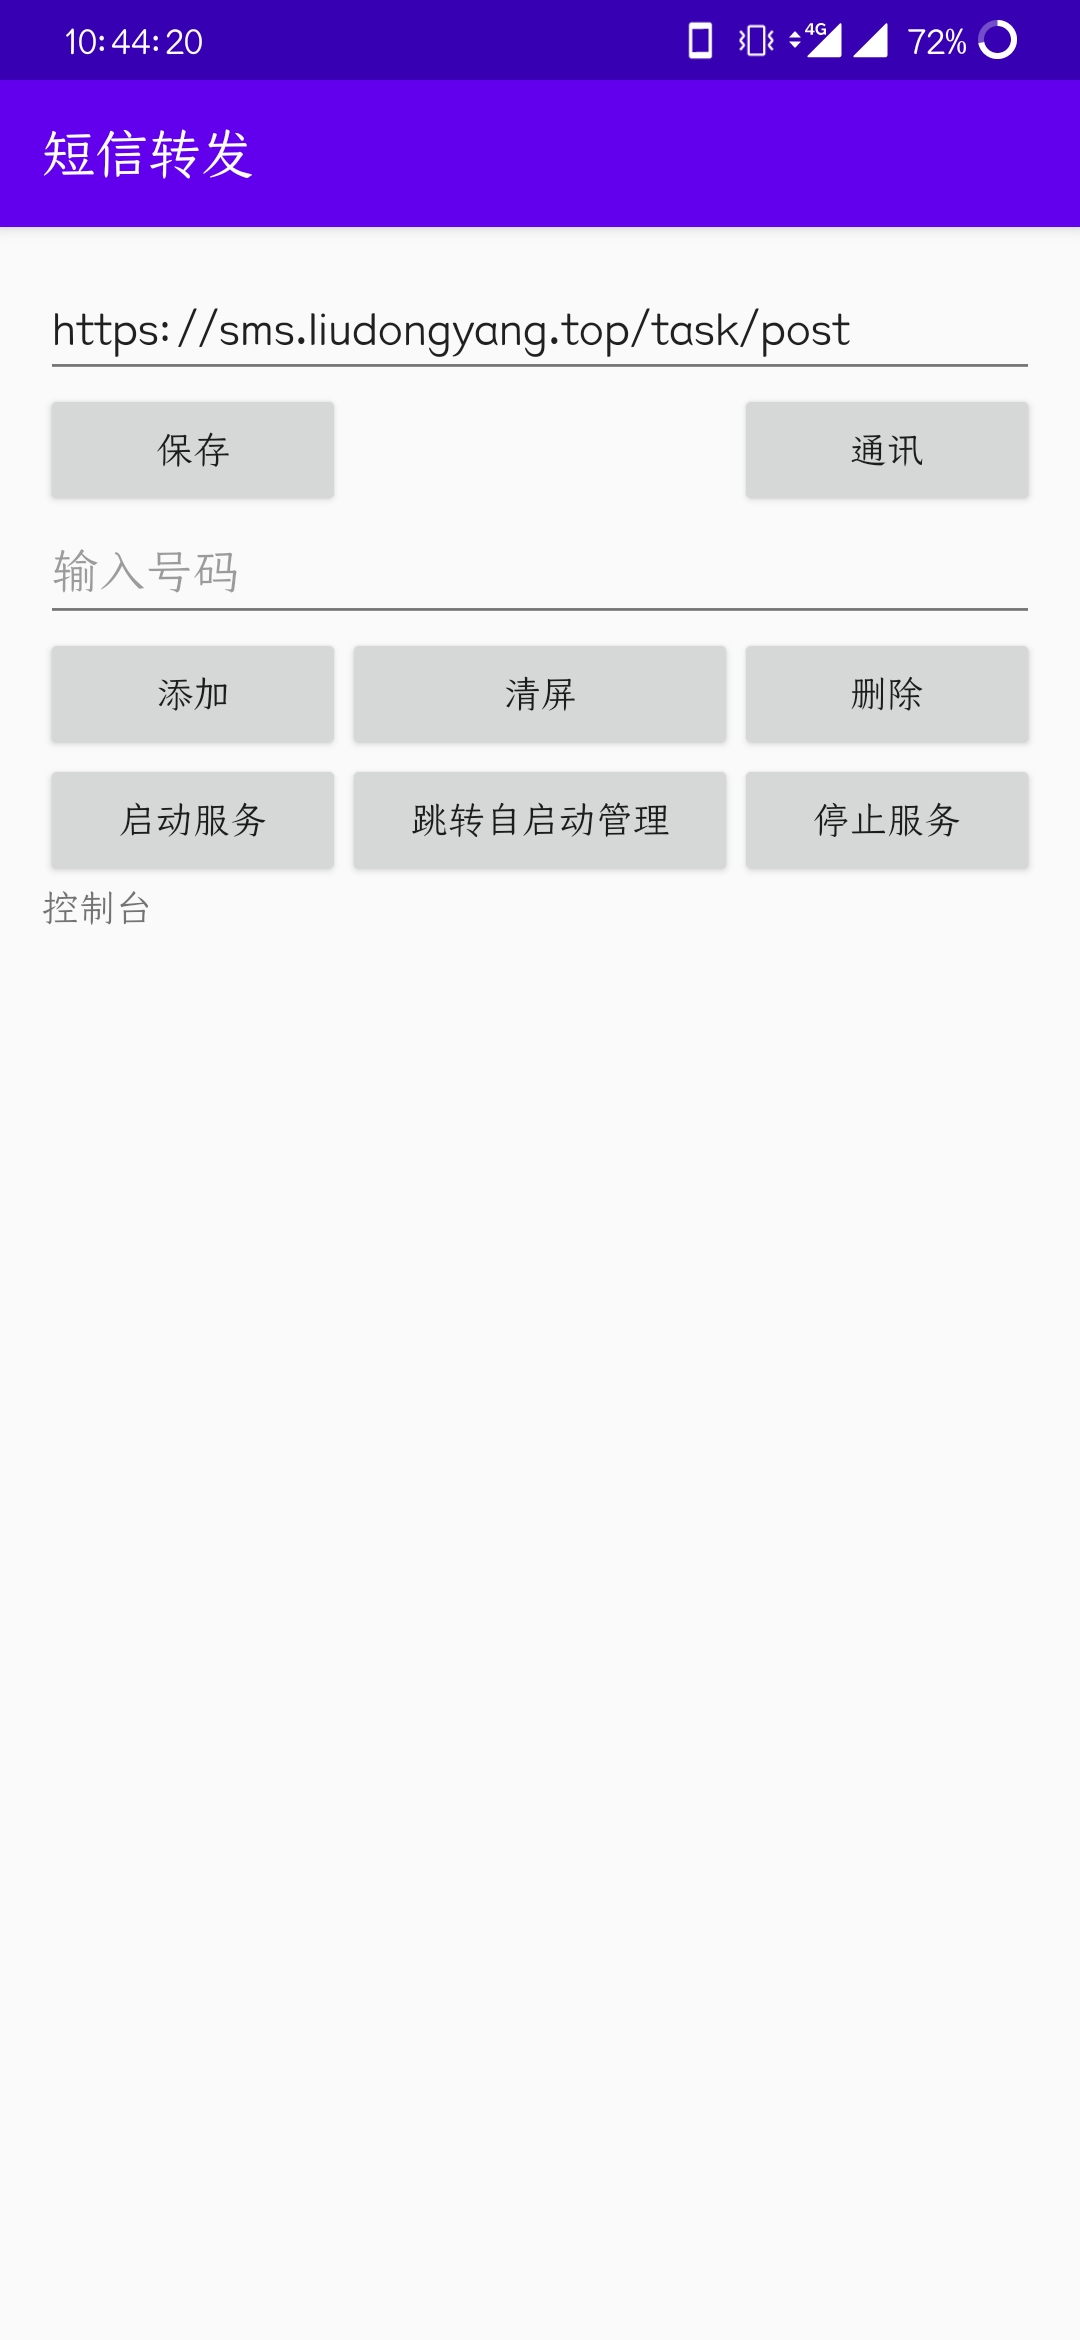 10:44:20 4G 72%
短信转发
https://sms.liudongyang.top/task/post
保存 通讯
输入号码
添加 清屏 删除
启动服务 跳转自启动管理 停止服务
控制台